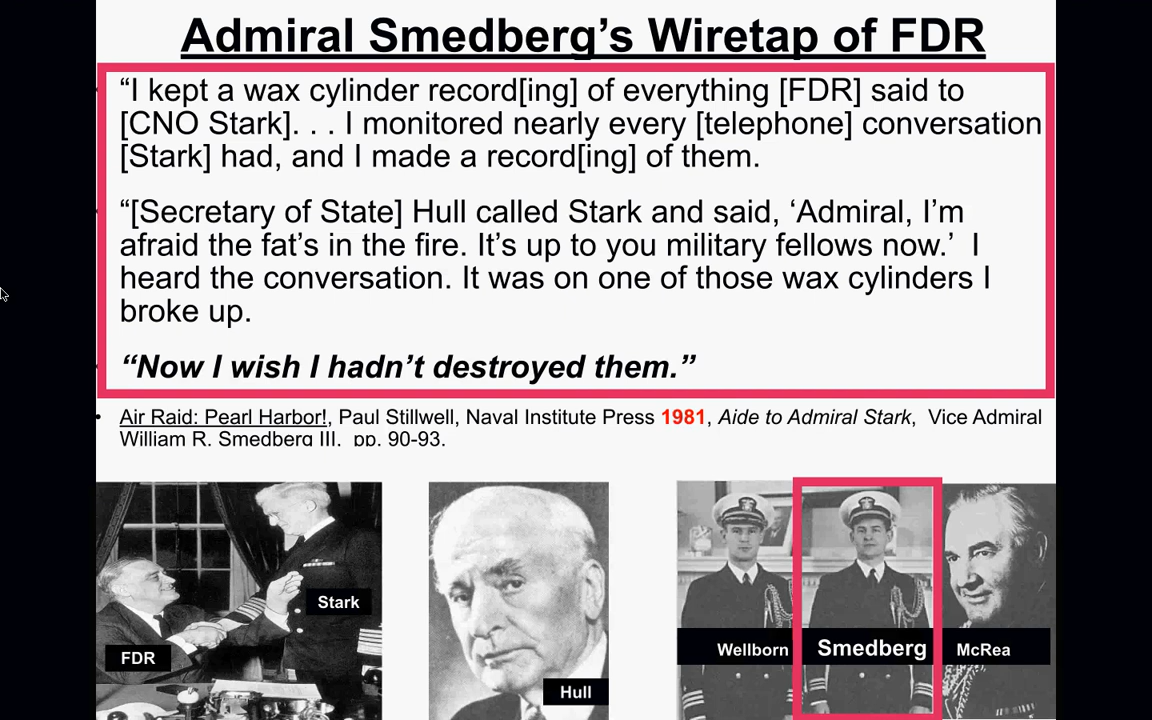 Admiral Smedberg’s Wiretap of FDR
“I kept a wax cylinder record[ing] of everything [FDR] said to
[CNO Stark]. . . I monitored nearly every [telephone] conversation
[Stark] had, and I made a record[ing] of them.
“[Secretary of State] Hull called Stark and said, ‘Admiral, I’m
afraid the fat’s in the fire. It’s up to you military fellows now.’ I
heard the conversation. It was on one of those wax cylinders I
broke up.
“Now I wish I hadn’t destroyed them.”
• Air Raid: Pearl Harbor!, Paul Stillwell, Naval Institute Press 1981, Aide to Admiral Stark, Vice Admiral
William R. Smedberg III. pp. 90-93.
Stark
FDR
Hull
Wellborn
Smedberg
McRea